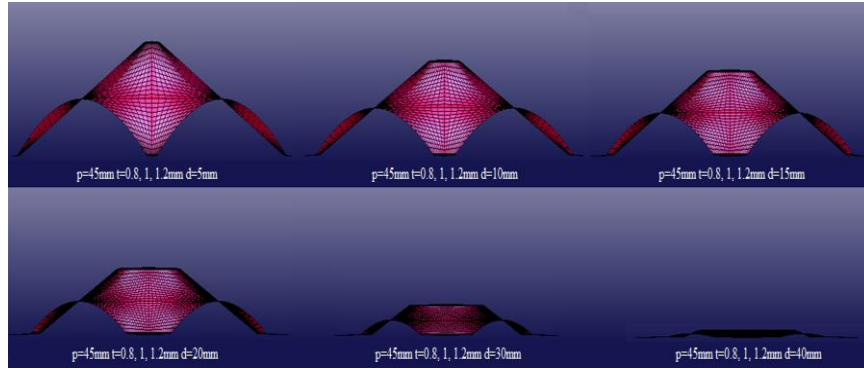 p=45mm t=0.8, 1, 1.2mm d=5mm
p=45mm t=0.8, 1, 1.2mm d=10mm
p=45mm t=0.8, 1, 1.2mm d=15mm
p=45mm t=0.8, 1, 1.2mm d=20mm
p=45mm t=0.8, 1, 1.2mm d=30mm
p=45mm t=0.8, 1, 1.2mm d=40mm